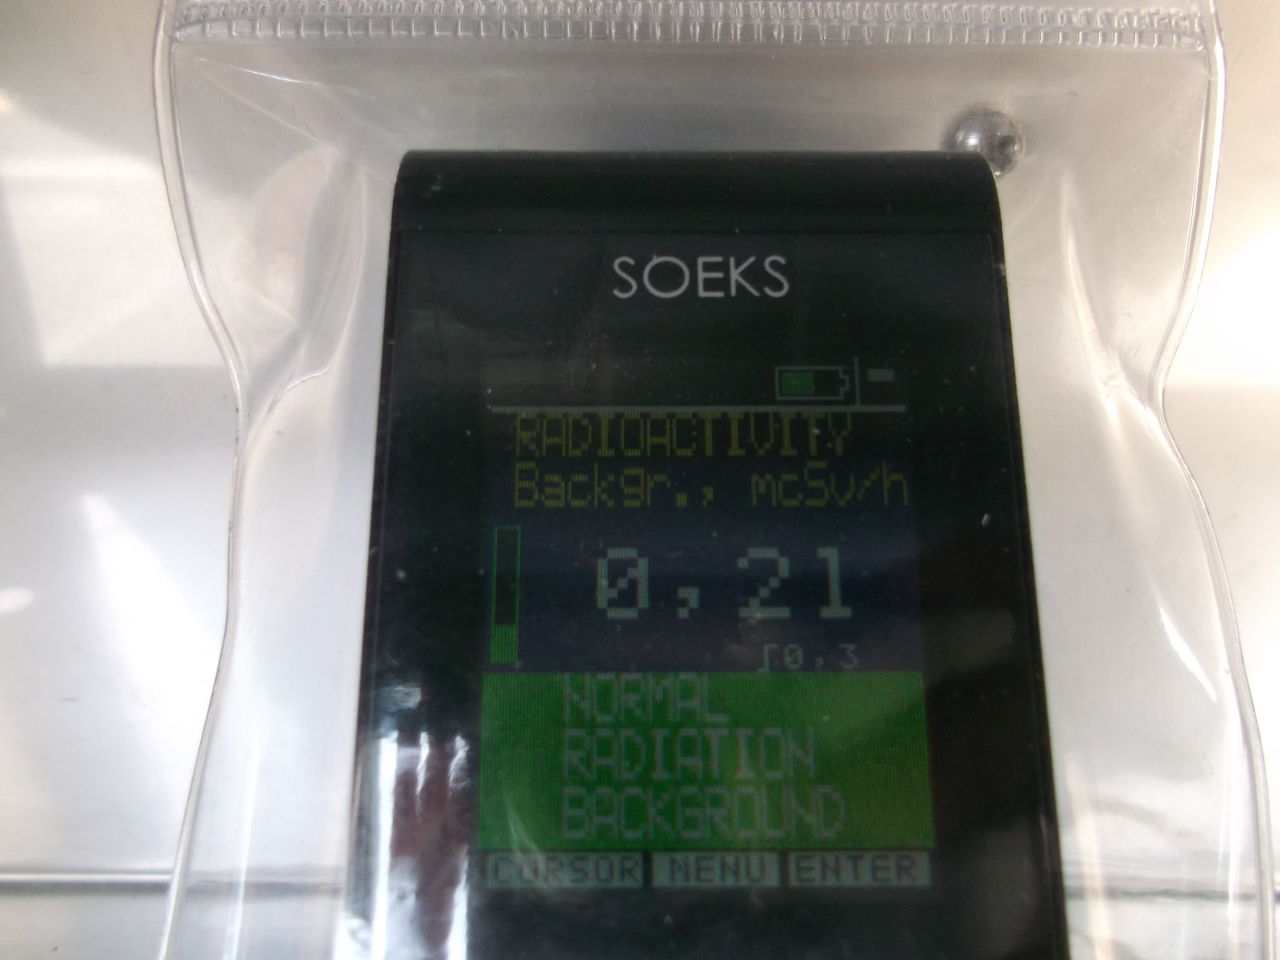 SOEKS
RADIOACTIVITY
Backgr., mcSv/h
0,21
0,3
NORMAL
RADIATION
BACKGROUND
CURSOR MENU ENTER